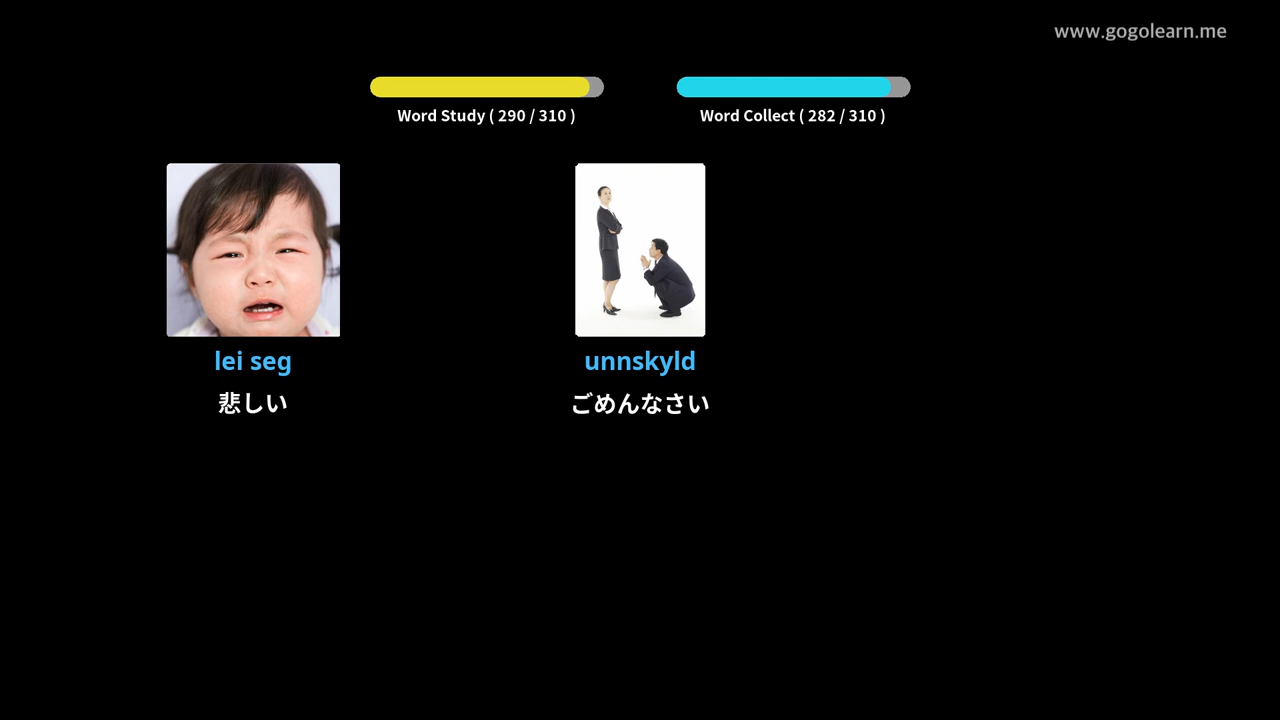 www.gogolearn.me
Word Study ( 290 / 310 )
Word Collect ( 282 / 310 )
lei seg
悲しい
unnskyld
ごめんなさい